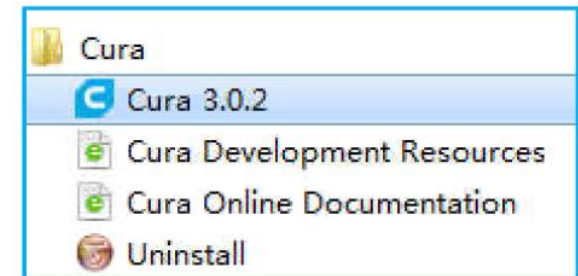 Cura
Cura 3.0.2
Cura Development Resources
Cura Online Documentation
Uninstall